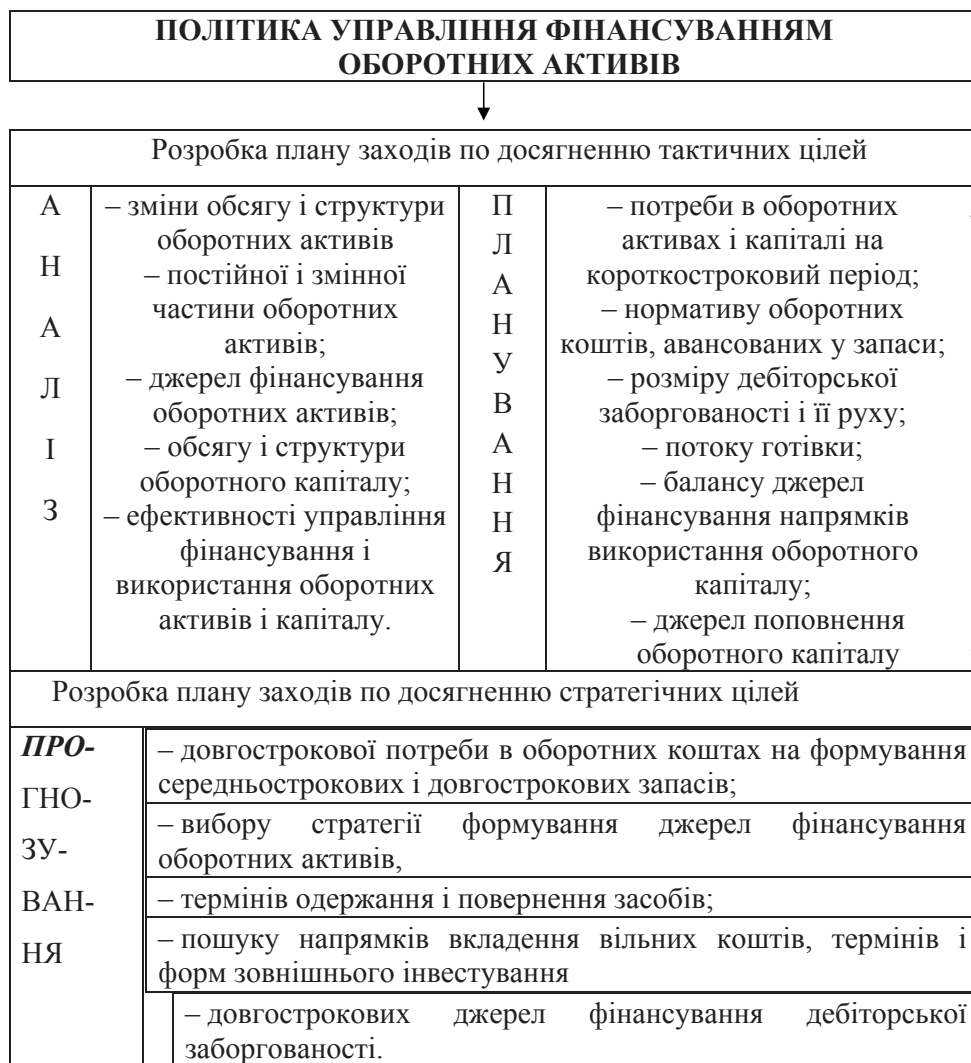 ПОЛІТИКА УПРАВЛІННЯ ФІНАНСУВАННЯМ
ОБОРОТНИХ АКТИВІВ
Розробка плану заходів по досягненню тактичних цілей
А
Н
А
Л
І
З
– зміни обсягу і структури
оборотних активів
– постійної і змінної
частини оборотних
активів;
– джерел фінансування
оборотних активів;
– обсягу і структури
оборотного капіталу;
– ефективності управління
фінансування і
використання оборотних
активів і капіталу.
П
Л
А
Н
У
В
А
Н
Н
Я
– потреби в оборотних
активах і капіталі на
короткостроковий період;
– нормативу оборотних
коштів, авансованих у запаси;
– розміру дебіторської
заборгованості і її руху;
– потоку готівки;
– балансу джерел
фінансування напрямків
використання оборотного
капіталу;
– джерел поповнення
оборотного капіталу
Розробка плану заходів по досягненню стратегічних цілей
ПРО-
ГНО-
ЗУ-
ВАН-
НЯ
– довгострокової потреби в оборотних коштах на формування
середньострокових і довгострокових запасів;
– вибору стратегії формування джерел фінансування
оборотних активів,
– термінів одержання і повернення засобів;
– пошуку напрямків вкладення вільних коштів, термінів і
форм зовнішнього інвестування
– довгострокових джерел фінансування дебіторської
заборгованості.